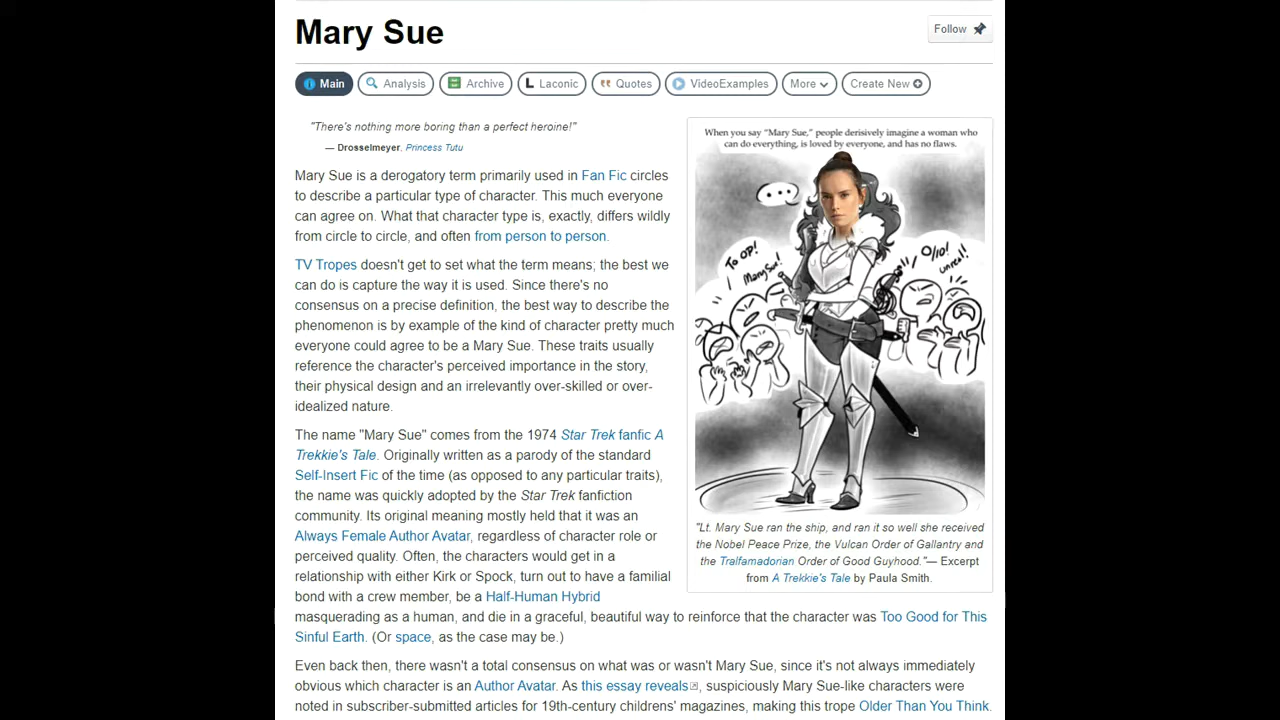 Mary Sue
Follow
Main
Analysis
Archive
Laconic
Quotes
VideoExamples
More
Create New
"There's nothing more boring than a perfect heroine!"
— Drosselmeyer, Princess Tutu
Mary Sue is a derogatory term primarily used in Fan Fic circles
to describe a particular type of character. This much everyone
can agree on. What that character type is, exactly, differs wildly
from circle to circle, and often from person to person.
TV Tropes doesn't get to set what the term means; the best we
can do is capture the way it is used. Since there's no
consensus on a precise definition, the best way to describe the
phenomenon is by example of the kind of character pretty much
everyone could agree to be a Mary Sue. These traits usually
reference the character's perceived importance in the story,
their physical design and an irrelevantly over-skilled or over-
idealized nature.
The name "Mary Sue" comes from the 1974 Star Trek fanfic A
Trekkie's Tale. Originally written as a parody of the standard
Self-Insert Fic of the time (as opposed to any particular traits),
the name was quickly adopted by the Star Trek fanfiction
community. Its original meaning mostly held that it was an
Always Female Author Avatar, regardless of character role or
perceived quality. Often, the characters would get in a
relationship with either Kirk or Spock, turn out to have a familial
bond with a crew member, be a Half-Human Hybrid
masquerading as a human, and die in a graceful, beautiful way to reinforce that the character was Too Good for This
Sinful Earth. (Or space, as the case may be.)
Even back then, there wasn't a total consensus on what was or wasn't Mary Sue, since it's not always immediately
obvious which character is an Author Avatar. As this essay reveals, suspiciously Mary Sue-like characters were
noted in subscriber-submitted articles for 19th-century childrens' magazines, making this trope Older Than You Think.
When you say "Mary Sue," people derisively imagine a woman who
can do everything, is loved by everyone, and has no flaws.
...
To OP!
Mary Sue!
0/10!
unreal!
"Lt. Mary Sue ran the ship, and ran it so well she received
the Nobel Peace Prize, the Vulcan Order of Gallantry and
the Tralfamadorian Order of Good Guyhood."— Excerpt
from A Trekkie's Tale by Paula Smith.